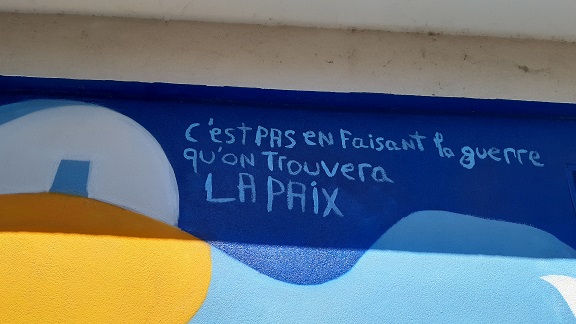 c'est PAS en Faisant la guerre
qu'on Trouvera
LA PAIX